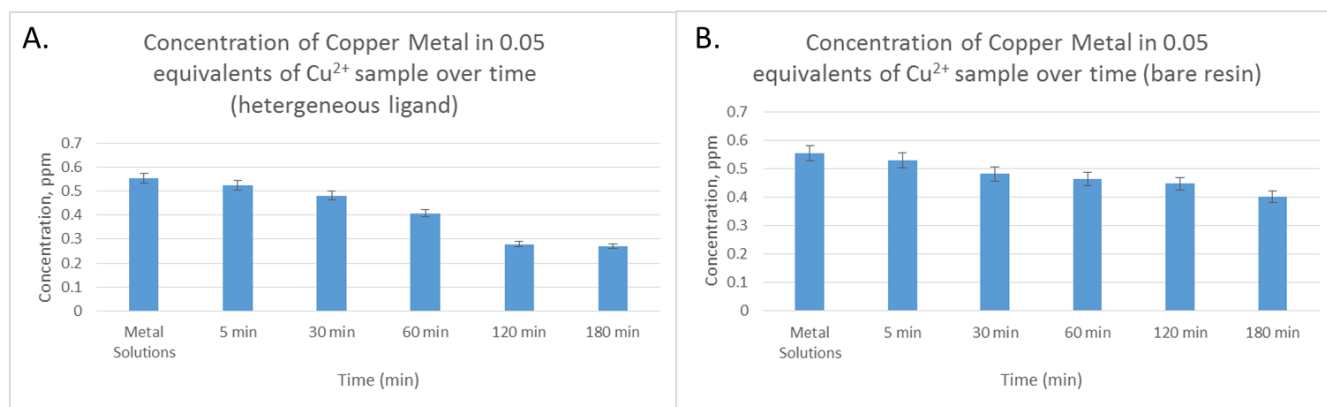 A.
Concentration of Copper Metal in 0.05
equivalents of Cu²⁺ sample over time
(hetergeneous ligand)
Concentration, ppm
0.7
0.6
0.5
0.4
0.3
0.2
0.1
0
Metal
Solutions
5 min
30 min
60 min
120 min
180 min
Time (min)
B.
Concentration of Copper Metal in 0.05
equivalents of Cu²⁺ sample over time (bare resin)
Concentration, ppm
0.7
0.6
0.5
0.4
0.3
0.2
0.1
0
Metal
Solutions
5 min
30 min
60 min
120 min
180 min
Time (min)